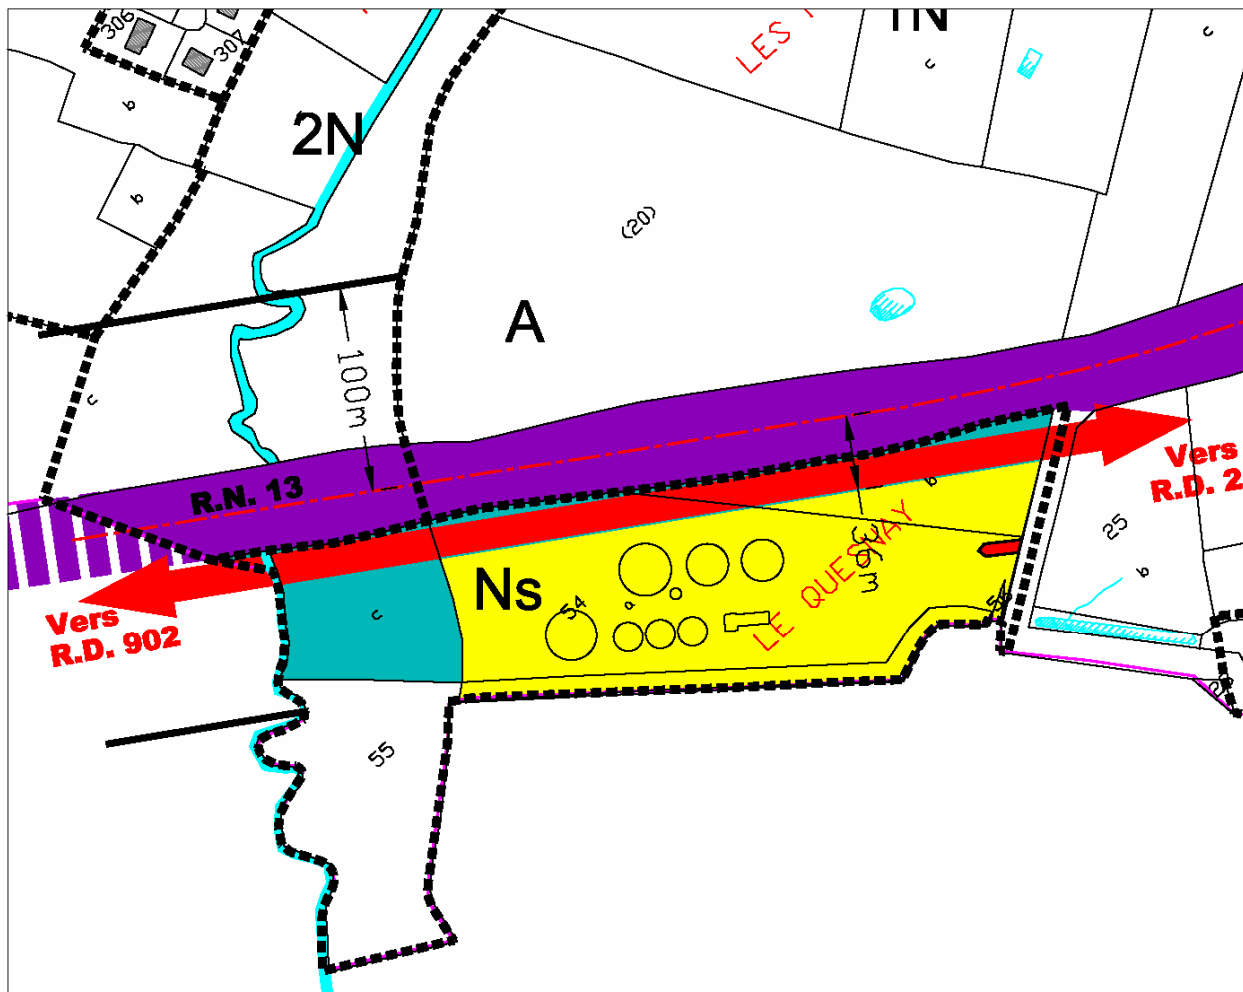 306
307
LES
1N
c
c
b
2N
b
(20)
A
100m
c
R.N. 13
Vers
R.D. 2
b
25
b
Vers
R.D. 902
Ns
c
54
LE QUESNAY
55